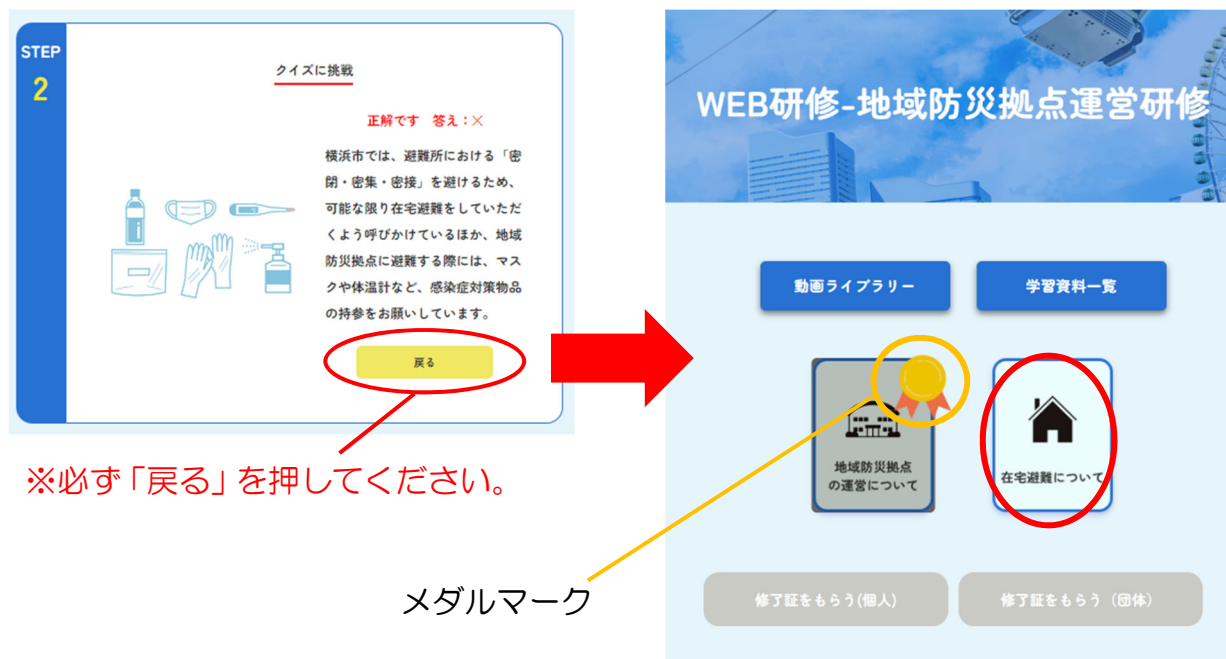 STEP
2
クイズに挑戦
正解です　答え：×
横浜市では、避難所における「密
閉・密集・密接」を避けるため、
可能な限り在宅避難をしていただ
くよう呼びかけているほか、地域
防災拠点に避難する際には、マス
クや体温計など、感染症対策物品
の持参をお願いしています。
戻る
※必ず「戻る」を押してください。
メダルマーク
WEB研修-地域防災拠点運営研修
動画ライブラリー
学習資料一覧
地域防災拠点
の運営について
在宅避難について
修了証をもらう(個人)
修了証をもらう（団体）